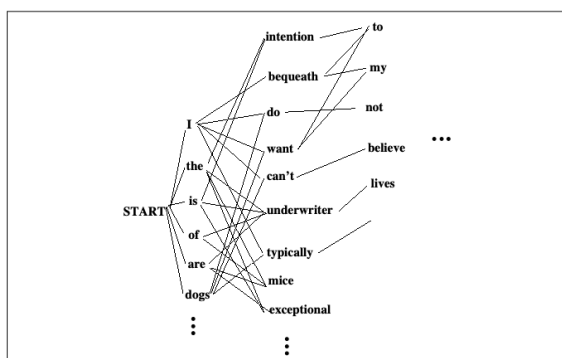 START
I
the
is
of
are
dogs
intention
bequeath
do
want
can't
underwriter
typically
mice
exceptional
to
my
not
believe
lives
...